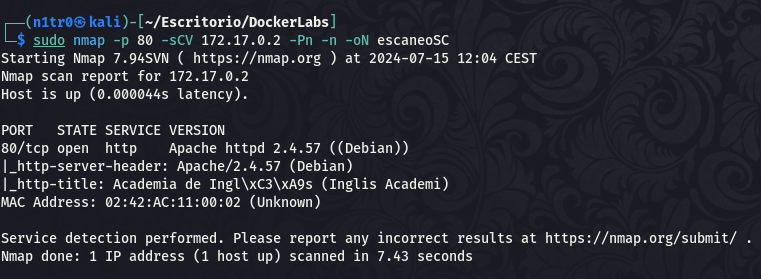 ┌──(n1tr0㉿kali)-[~/Escritorio/DockerLabs]
└─$ sudo nmap -p 80 -sCV 172.17.0.2 -Pn -n -oN escaneoSC
Starting Nmap 7.94SVN ( https://nmap.org ) at 2024-07-15 12:04 CEST
Nmap scan report for 172.17.0.2
Host is up (0.000044s latency).
PORT   STATE SERVICE VERSION
80/tcp open  http    Apache httpd 2.4.57 ((Debian))
|_http-server-header: Apache/2.4.57 (Debian)
|_http-title: Academia de Ingl\xC3\xA9s (Inglis Academi)
MAC Address: 02:42:AC:11:00:02 (Unknown)
Service detection performed. Please report any incorrect results at https://nmap.org/submit/ .
Nmap done: 1 IP address (1 host up) scanned in 7.43 seconds